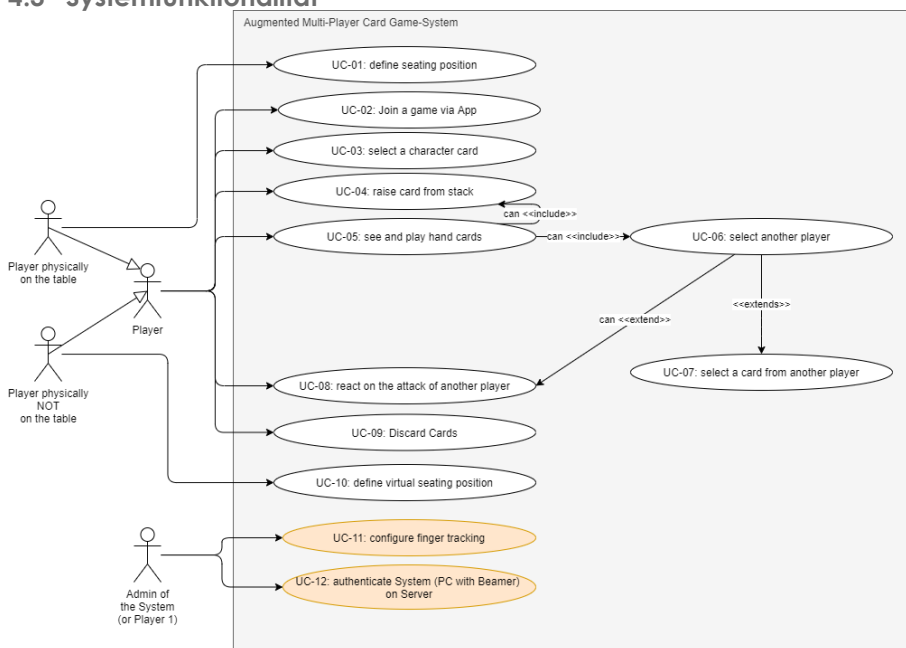 4.3 Systemfunktionalität
Augmented Multi-Player Card Game-System
UC-01: define seating position
UC-02: Join a game via App
UC-03: select a character card
UC-04: raise card from stack
can <<include>>
UC-05: see and play hand cards
can <<include>>
UC-06: select another player
Player physically
on the table
<<extends>>
can <<extend>>
Player
UC-07: select a card from another player
UC-08: react on the attack of another player
Player physically
NOT
on the table
UC-09: Discard Cards
UC-10: define virtual seating position
UC-11: configure finger tracking
UC-12: authenticate System (PC with Beamer)
on Server
Admin of
the System
(or Player 1)